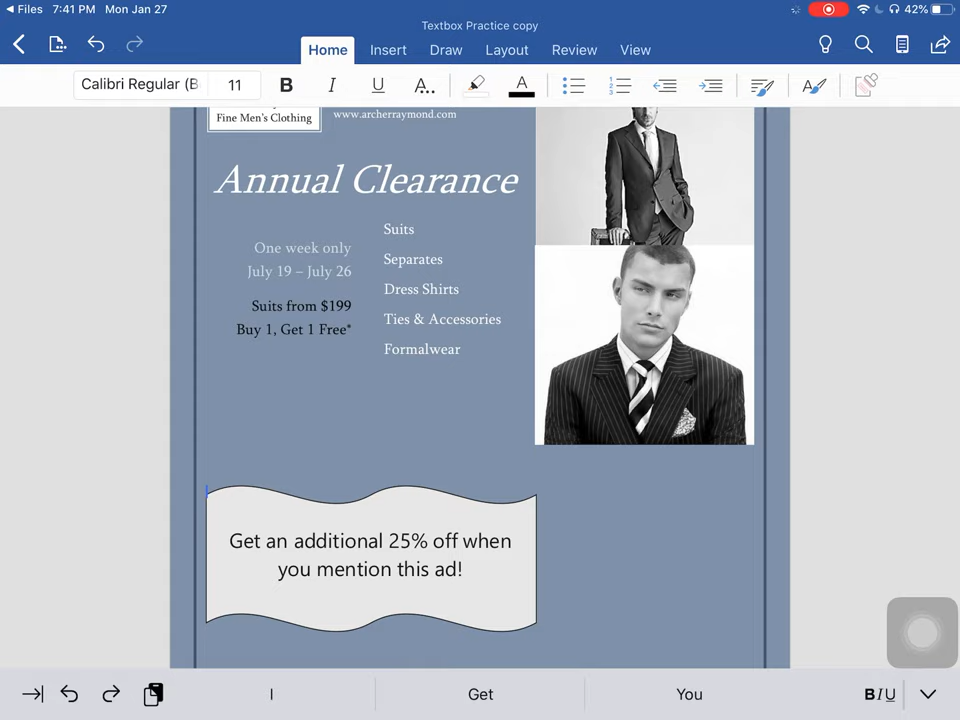 Files 7:41 PM Mon Jan 27 42%
Textbox Practice copy
Home Insert Draw Layout Review View
Calibri Regular (B 11 B I U A.. A
Fine Men's Clothing www.archerraymond.com
Annual Clearance
Suits
One week only
Separates
July 19 – July 26
Dress Shirts
Suits from $199
Ties & Accessories
Buy 1, Get 1 Free*
Formalwear
Get an additional 25% off when
you mention this ad!
I Get You BIU